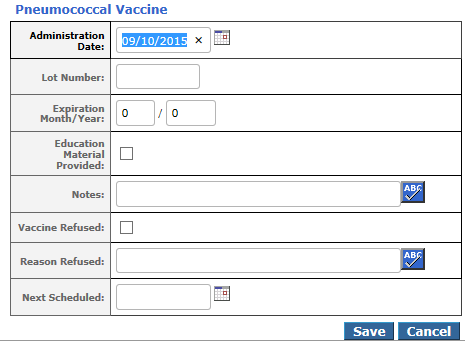 Pneumococcal Vaccine
Administration
Date:
09/10/2015 ×
Lot Number:
Expiration
Month/Year:
0 / 0
Education
Material
Provided:
Notes:
ABC
Vaccine Refused:
Reason Refused:
ABC
Next Scheduled:
Save Cancel